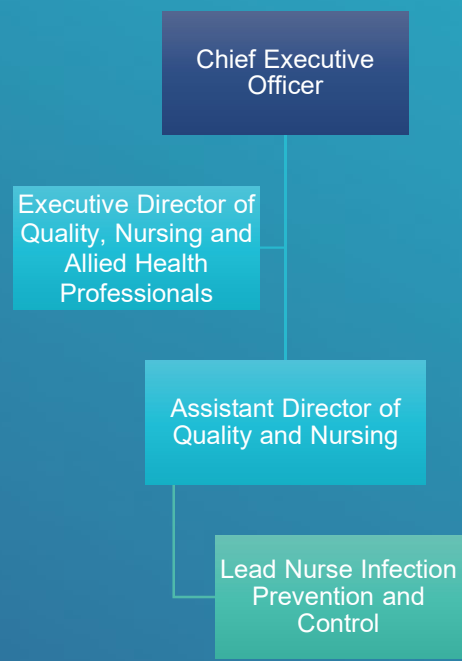 Chief Executive
Officer
Executive Director of
Quality, Nursing and
Allied Health
Professionals
Assistant Director of
Quality and Nursing
Lead Nurse Infection
Prevention and
Control